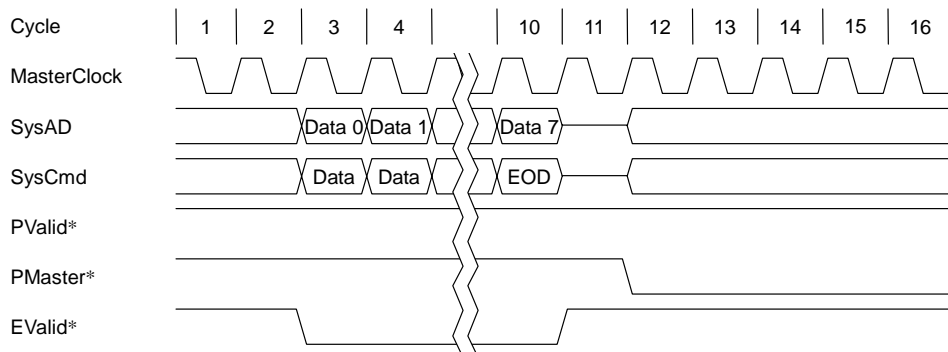 Cycle 1 2 3 4 10 11 12 13 14 15 16
MasterClock
SysAD Data 0 Data 1 Data 7
SysCmd Data Data EOD
PValid*
PMaster*
EValid*